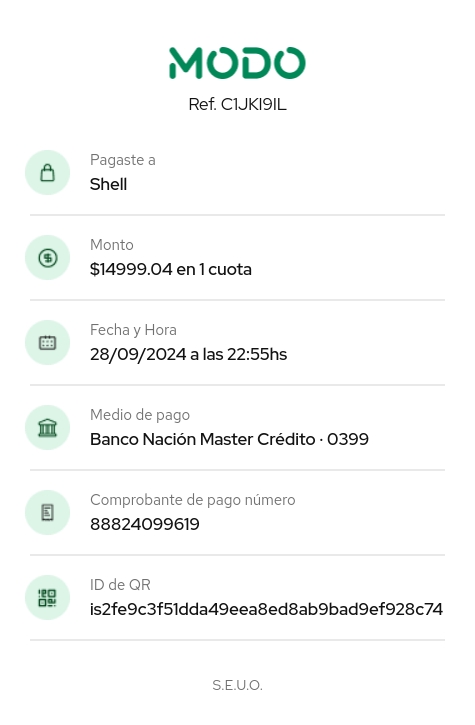 MODO
Ref. C1JKI9IL
Pagaste a
Shell
Monto
$14999.04 en 1 cuota
Fecha y Hora
28/09/2024 a las 22:55hs
Medio de pago
Banco Nación Master Crédito · 0399
Comprobante de pago número
88824099619
ID de QR
is2fe9c3f51dda49eea8ed8ab9bad9ef928c74
S.E.U.O.